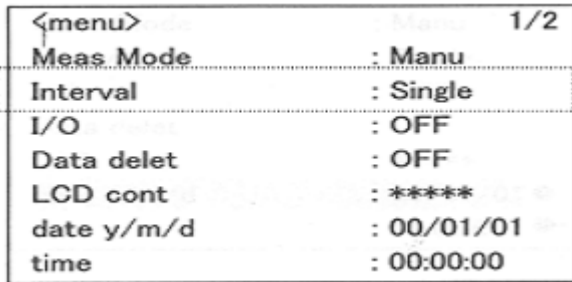 <menu> 1/2
Meas Mode : Manu
Interval : Single
I/O : OFF
Data delet : OFF
LCD cont : *****
date y/m/d : 00/01/01
time : 00:00:00